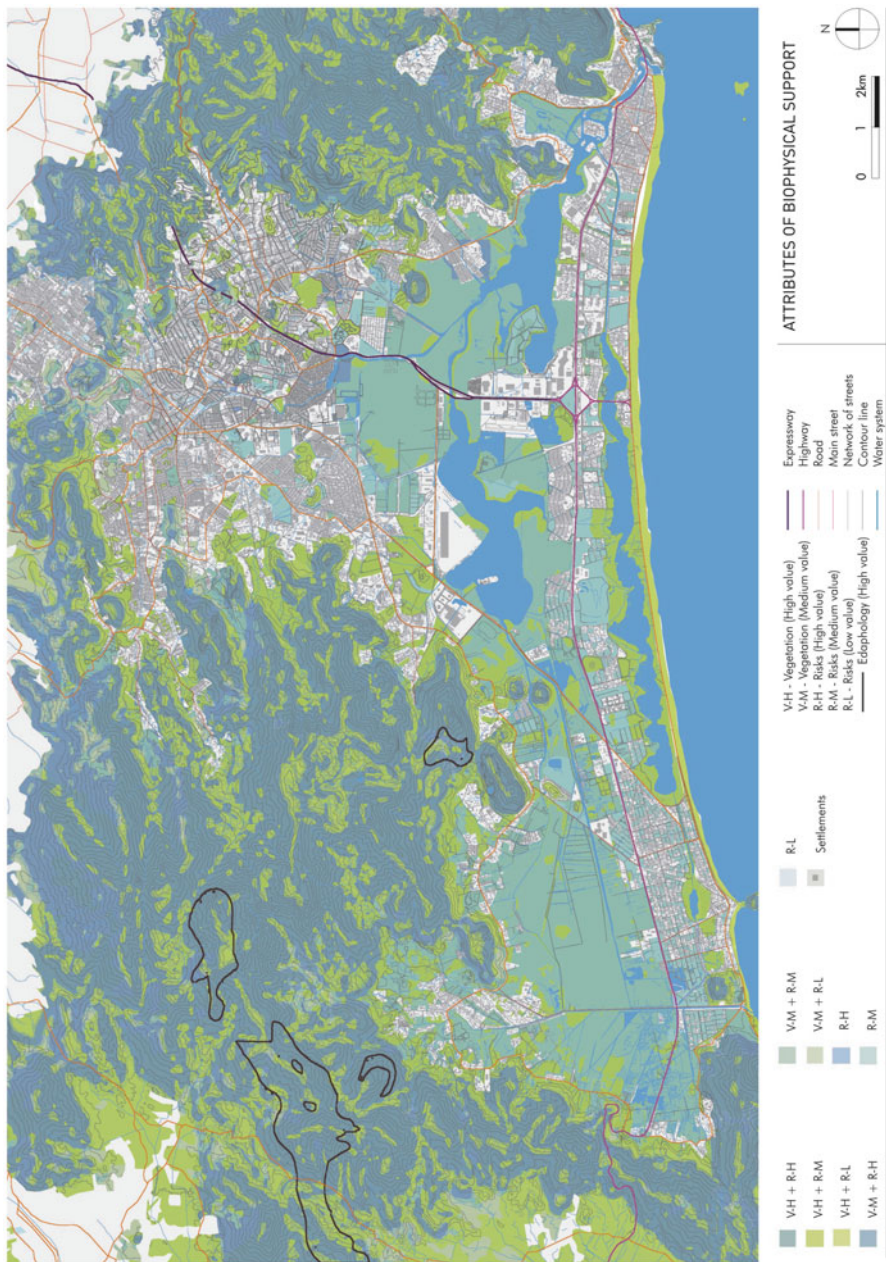 ATTRIBUTES OF BIOPHYSICAL SUPPORT
N
0 1 2km
V-H + R-H
V-H + R-M
V-H + R-L
V-M + R-H
V-M + R-M
V-M + R-L
R-H
R-M
R-L
Settlements
V-H - Vegetation (High value)
V-M - Vegetation (Medium value)
R-H - Risks (High value)
R-M - Risks (Medium value)
R-L - Risks (Low value)
Edaphology (High value)
Expressway
Highway
Road
Main street
Network of streets
Contour line
Water system